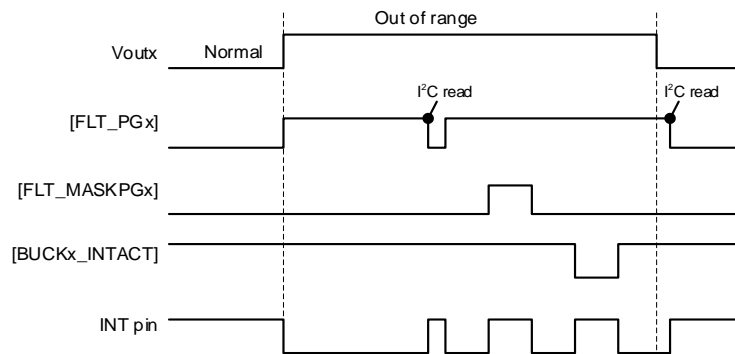 Out of range
Voutx
Normal
I²C read
I²C read
[FLT_PGx]
[FLT_MASKPGx]
[BUCKx_INTACT]
INT pin